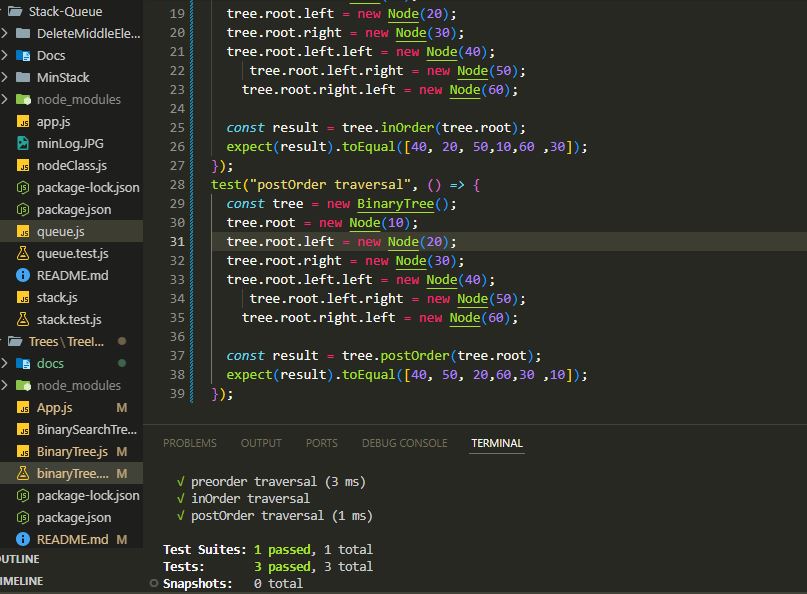 Stack-Queue
DeleteMiddleEle...
Docs
MinStack
node_modules
app.js
minLog.JPG
nodeClass.js
package-lock.json
package.json
queue.js
queue.test.js
README.md
stack.js
stack.test.js
Trees\TreeI...
docs
node_modules
App.js M
BinarySearchTre...
BinaryTree.js M
binaryTree.... M
package-lock.json
package.json
README.md M
OUTLINE
TIMELINE
19 tree.root.left = new Node(20);
20 tree.root.right = new Node(30);
21 tree.root.left.left = new Node(40);
22 tree.root.left.right = new Node(50);
23 tree.root.right.left = new Node(60);
24
25 const result = tree.inOrder(tree.root);
26 expect(result).toEqual([40, 20, 50,10,60 ,30]);
27 });
28 test("postOrder traversal", () => {
29 const tree = new BinaryTree();
30 tree.root = new Node(10);
31 tree.root.left = new Node(20);
32 tree.root.right = new Node(30);
33 tree.root.left.left = new Node(40);
34 tree.root.left.right = new Node(50);
35 tree.root.right.left = new Node(60);
36
37 const result = tree.postOrder(tree.root);
38 expect(result).toEqual([40, 50, 20,60,30 ,10]);
39 });
PROBLEMS OUTPUT PORTS DEBUG CONSOLE TERMINAL
√ preorder traversal (3 ms)
√ inOrder traversal
√ postOrder traversal (1 ms)
Test Suites: 1 passed, 1 total
Tests: 3 passed, 3 total
Snapshots: 0 total